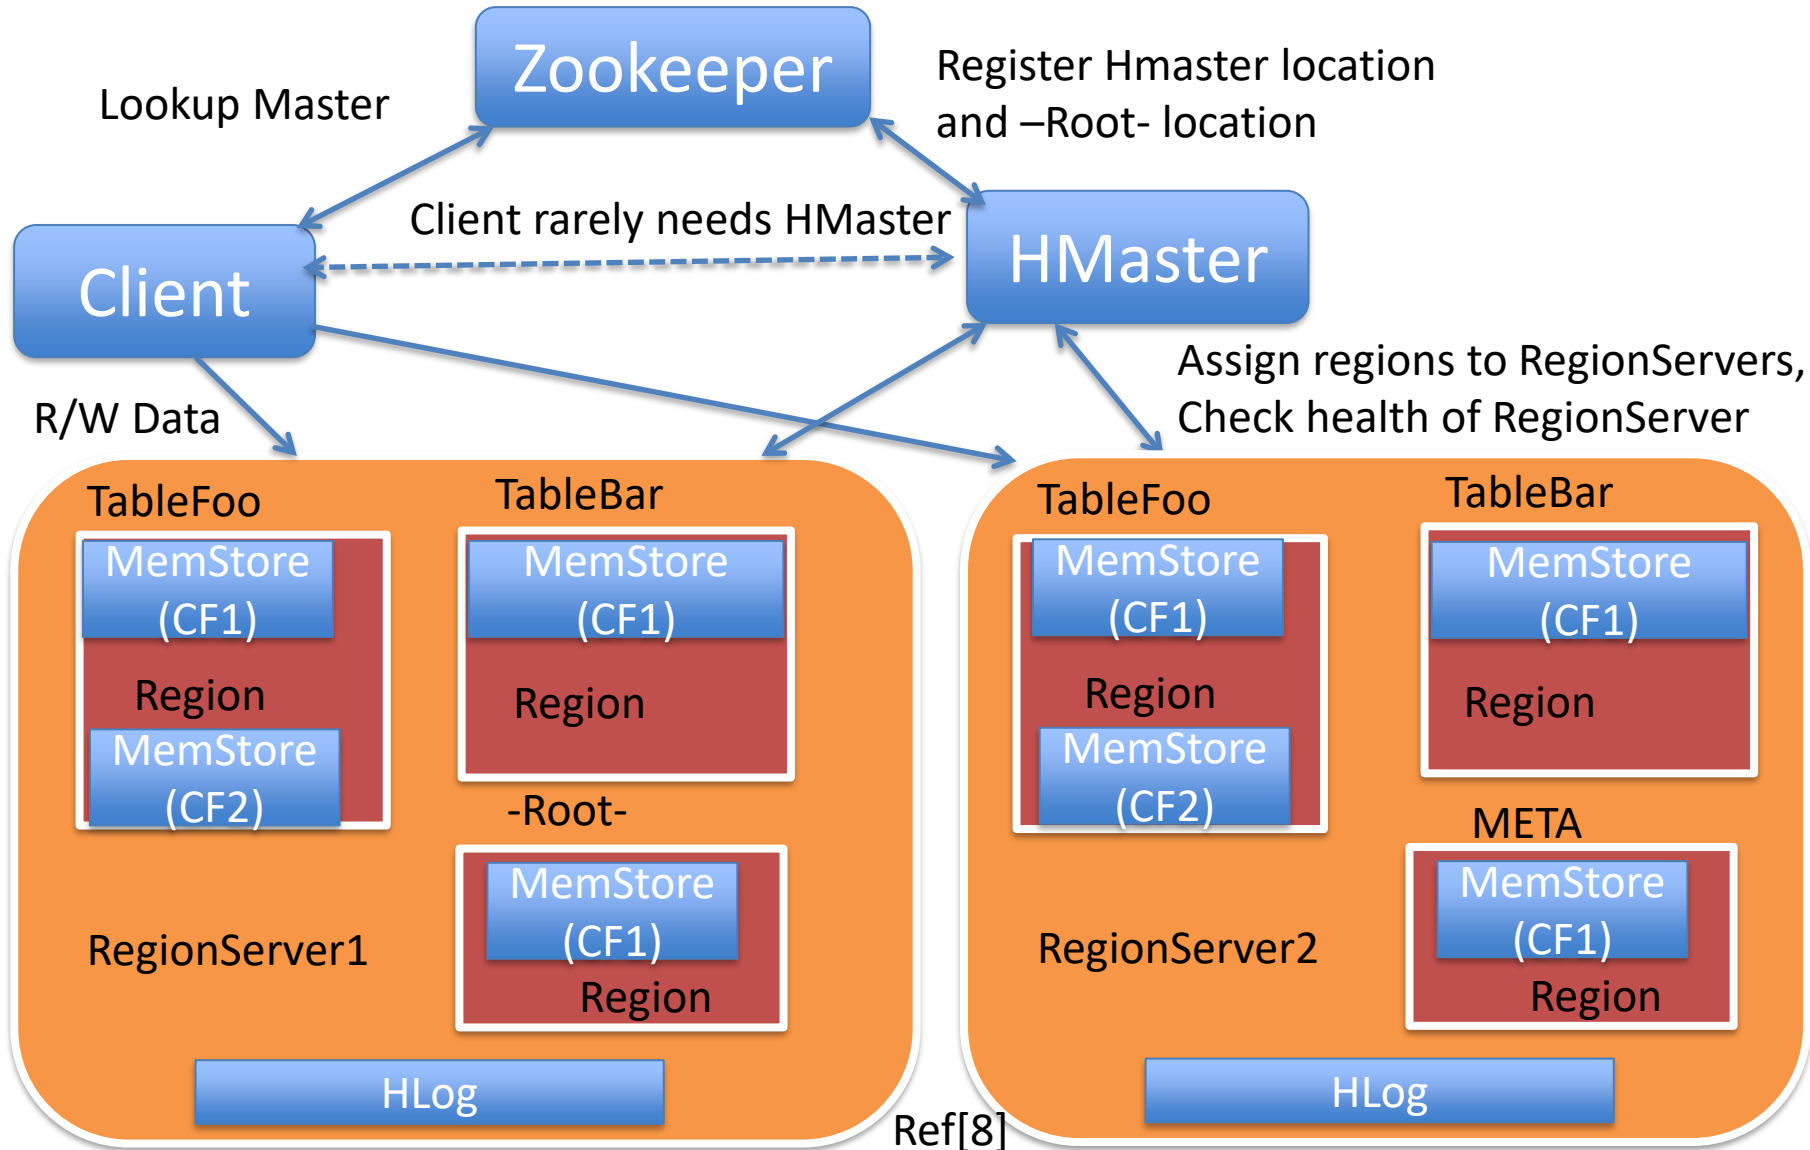 Zookeeper
Register Hmaster location
and –Root- location
Lookup Master
Client rarely needs HMaster
Client
HMaster
Assign regions to RegionServers,
Check health of RegionServer
R/W Data
TableFoo
MemStore
(CF1)
Region
MemStore
(CF2)
TableBar
MemStore
(CF1)
Region
-Root-
MemStore
(CF1)
Region
RegionServer1
HLog
TableFoo
MemStore
(CF1)
Region
MemStore
(CF2)
TableBar
MemStore
(CF1)
Region
META
MemStore
(CF1)
Region
RegionServer2
HLog
Ref[8]